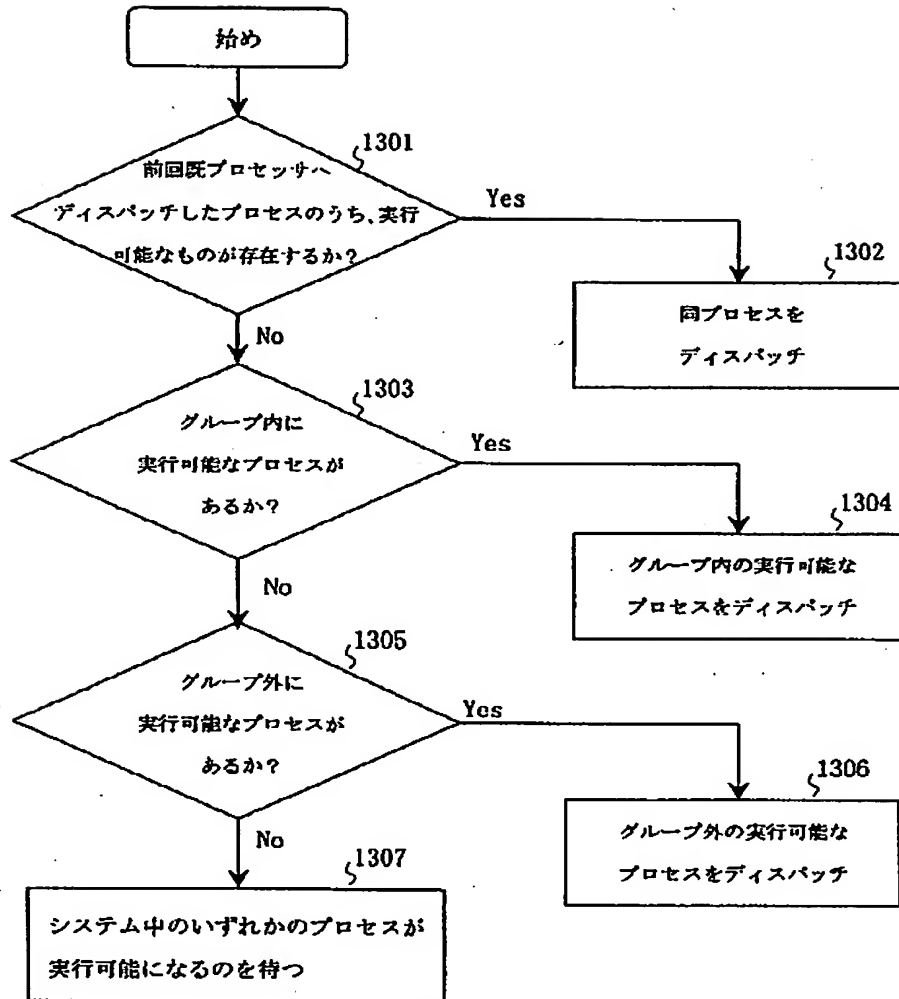 始め
1301
前回既プロセッサへ
ディスパッチしたプロセスのうち、実行
可能なものが存在するか?
Yes
1302
同プロセスを
ディスパッチ
No
1303
グループ内に
実行可能なプロセスが
あるか?
Yes
1304
グループ内の実行可能な
プロセスをディスパッチ
No
1305
グループ外に
実行可能なプロセスが
あるか?
Yes
1306
グループ外の実行可能な
プロセスをディスパッチ
No
1307
システム中のいずれかのプロセスが
実行可能になるのを待つ